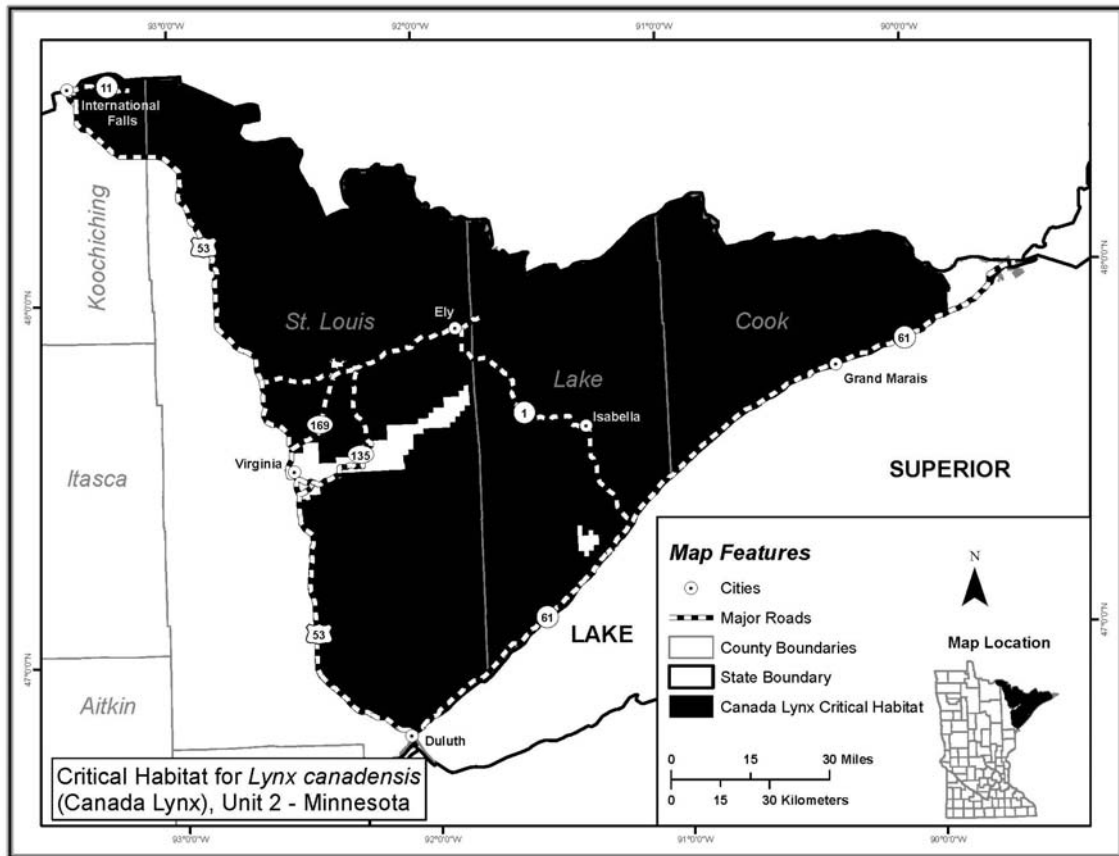 93°0'0"W
92°0'0"W
91°0'0"W
90°0'0"W
11
International
Falls
Koochiching
53
48°0'0"N
48°0'0"N
St. Louis
Ely
Cook
61
Lake
Grand Marais
1
Isabella
169
135
Virginia
Itasca
SUPERIOR
53
61
LAKE
47°0'0"N
47°0'0"N
Aitkin
Duluth
Map Features
Cities
Major Roads
County Boundaries
State Boundary
Canada Lynx Critical Habitat
0 15 30 Miles
0 15 30 Kilometers
N
Map Location
Critical Habitat for Lynx canadensis
(Canada Lynx), Unit 2 - Minnesota
93°0'0"W
92°0'0"W
91°0'0"W
90°0'0"W